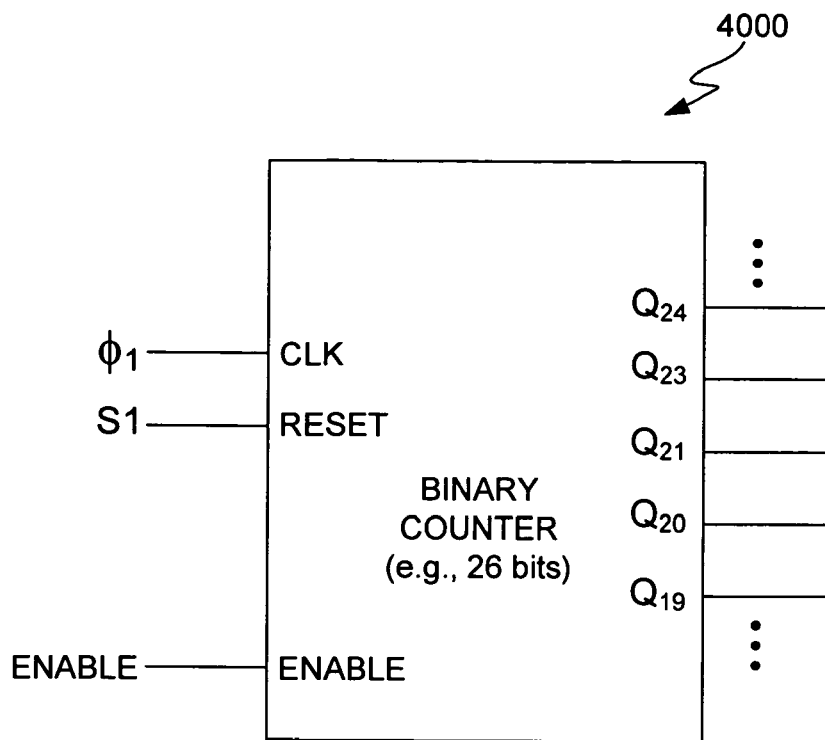 4000
Q24
ϕ1 CLK
Q23
S1 RESET
Q21
BINARY
COUNTER
(e.g., 26 bits)
Q20
Q19
ENABLE ENABLE